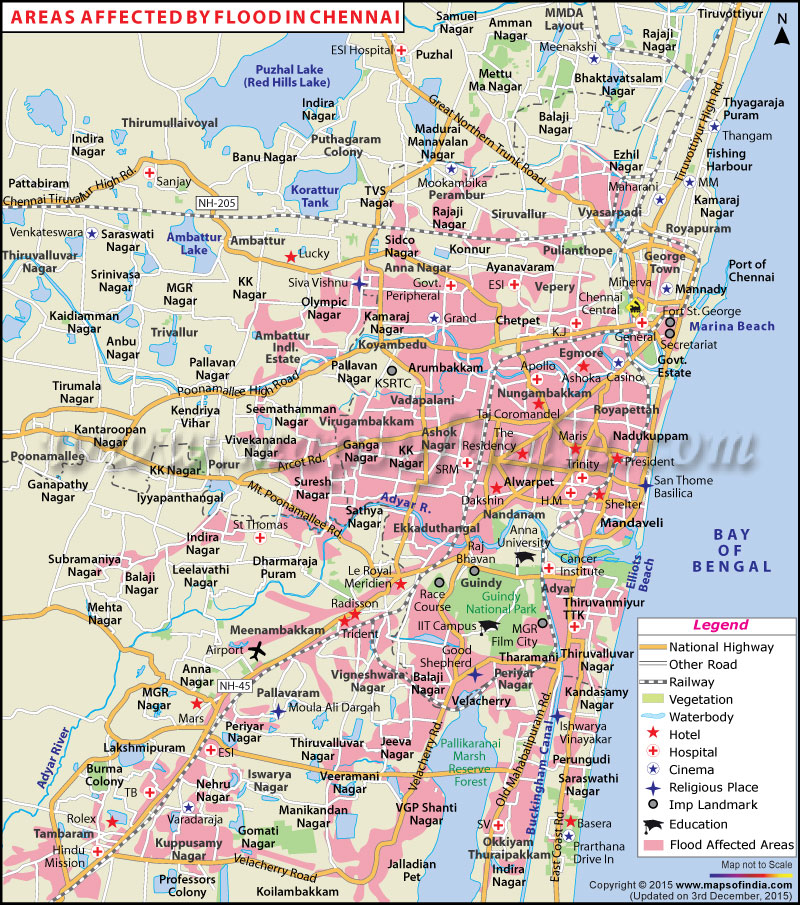 AREAS AFFECTED BY FLOOD IN CHENNAI
Samuel
Nagar
MMDA
Layout
Tiruvottiyur
N
Amman
Nagar
Rajaji
Nagar
ESI Hospital
Puzhal
Meenakshi
Puzhal Lake
(Red Hills Lake)
Mettu
Ma Nagar
Bhaktavatsalam
Nagar
Indira
Nagar
Great Northern Trunk Road
Thyagaraja
Puram
Thirumullaivoyal
Balaji
Nagar
Tiruvottiyur High Rd.
Thangam
Indira
Nagar
Puthagaram
Colony
Madurai
Manavalan
Nagar
Banu Nagar
Ezhil
Nagar
Fishing
Harbour
Pattabiram
Sanjay
Mookambika
Perambur
Maharani
MM
Chennai Tiruvallur High Rd.
NH-205
Korattur
Tank
TVS
Nagar
Rajaji
Nagar
Siruvallur
Vyasarpadi
Kamaraj
Nagar
Royapuram
Venkateswara
Saraswati
Nagar
Ambattur
Lake
Ambattur
Lucky
Sidco
Nagar
Konnur
Pulianthope
Thiruvalluvar
Nagar
Anna Nagar
Ayanavaram
George
Town
Port of
Chennai
Srinivasa
Nagar
MGR
Nagar
KK
Nagar
Siva Vishnu
Govt.
Peripheral
ESI
Vepery
Minerva
Mannady
Olympic
Nagar
Chennai
Central
Fort St. George
Kaidiamman
Nagar
Trivallur
Kamaraj
Nagar
Grand
Chetpet
K.J
General
Marina Beach
Anbu
Nagar
Ambattur
Indl.
Estate
Koyambedu
Egmore
Secretariat
Pallavan
Nagar
Pallavan
Nagar
Arumbakkam
Apollo
Ashoka
Casino
Govt.
Estate
Tirumala
Nagar
Poonamallee High Road
KSRTC
Vadapalani
Nungambakkam
Kendriya
Vihar
Seemathamman
Nagar
Taj Coromandel
Royapettah
Kantaroopan
Nagar
Virugambakkam
Vivekananda
Nagar
Ganga
Nagar
KK
Nagar
Ashok
Nagar
The
Residency
Maris
Nadukuppam
Poonamallee
KK Nagar
Porur
Arcot Rd.
SRM
Trinity
President
Ganapathy
Nagar
Iyyapanthangal
Suresh
Nagar
Alwarpet
San Thome
Basilica
Mt. Poonamallee Rd.
Adyar R.
Dakshin
H.M
Shelter
Sathya
Nagar
Nandanam
Mandaveli
St Thomas
Ekkaduthangal
Anna
University
BAY
OF
BENGAL
Indira
Nagar
Raj
Bhavan
Cancer
Institute
Elliots
Beach
Subramaniya
Nagar
Balaji
Nagar
Leelavathi
Nagar
Dharmaraja
Puram
Le Royal
Meridien
Guindy
Adyar
Mehta
Nagar
Radisson
Race
Course
Guindy
National Park
Thiruvanmiyur
TTK
Meenambakkam
Trident
IIT Campus
MGR
Film City
Airport
Good
Shepherd
Tharamani
Thiruvalluvar
Nagar
Anna
Nagar
NH-45
Vigneshwara
Nagar
Balaji
Nagar
Periyar
Nagar
Kandasamy
Nagar
MGR
Nagar
Mars
Pallavaram
Moula Ali Dargah
Velacherry
Periyar
Nagar
Ishwarya
Vinayakar
Adyar River
Lakshmipuram
ESI
Thiruvalluvar
Nagar
Jeeva
Nagar
Velachery Rd.
Pallikaranai
Marsh
Reserve
Forest
Old Mahabalipuram Rd.
Buckingham Canal
Perungudi
Burma
Colony
TB
Nehru
Nagar
Iswarya
Nagar
Veeramani
Nagar
Saraswathi
Nagar
Rolex
Varadaraja
Manikandan
Nagar
VGP Shanti
Nagar
SV
Basera
Tambaram
Gomati
Nagar
Okkiyam
Thuraipakkam
East Coast Rd.
Prarthana
Drive In
Hindu
Mission
Kuppusamy
Nagar
Velacherry Road
Jalladian
Pet
Indira
Nagar
Professors
Colony
Koilambakkam
Legend
National Highway
Other Road
Railway
Vegetation
Waterbody
Hotel
Hospital
Cinema
Religious Place
Imp Landmark
Education
Flood Affected Areas
Map not to Scale
Copyright © 2015 www.mapsofindia.com
(Updated on 3rd December, 2015)